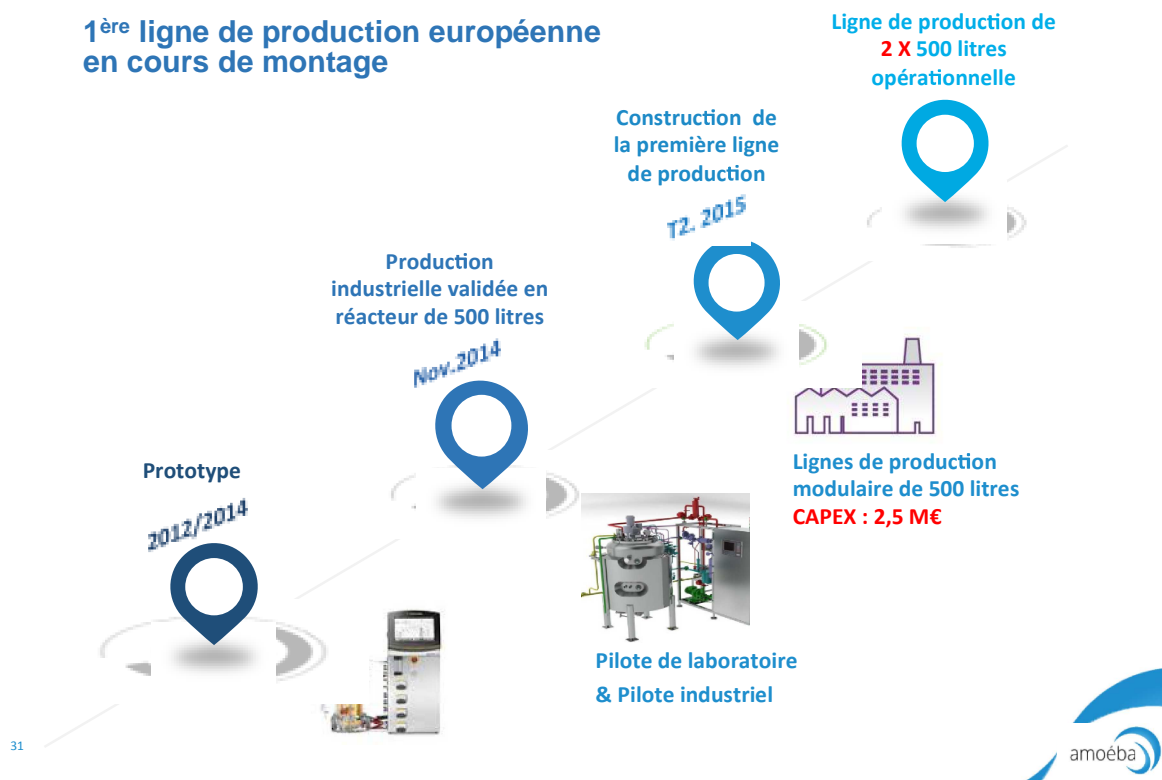 1ère ligne de production européenne
en cours de montage
Ligne de production de
2 X 500 litres
opérationnelle
Construction de
la première ligne
de production
T2. 2015
Production
industrielle validée en
réacteur de 500 litres
Nov.2014
Prototype
2012/2014
Lignes de production
modulaire de 500 litres
CAPEX : 2,5 M€
Pilote de laboratoire
& Pilote industriel
31
amoéba